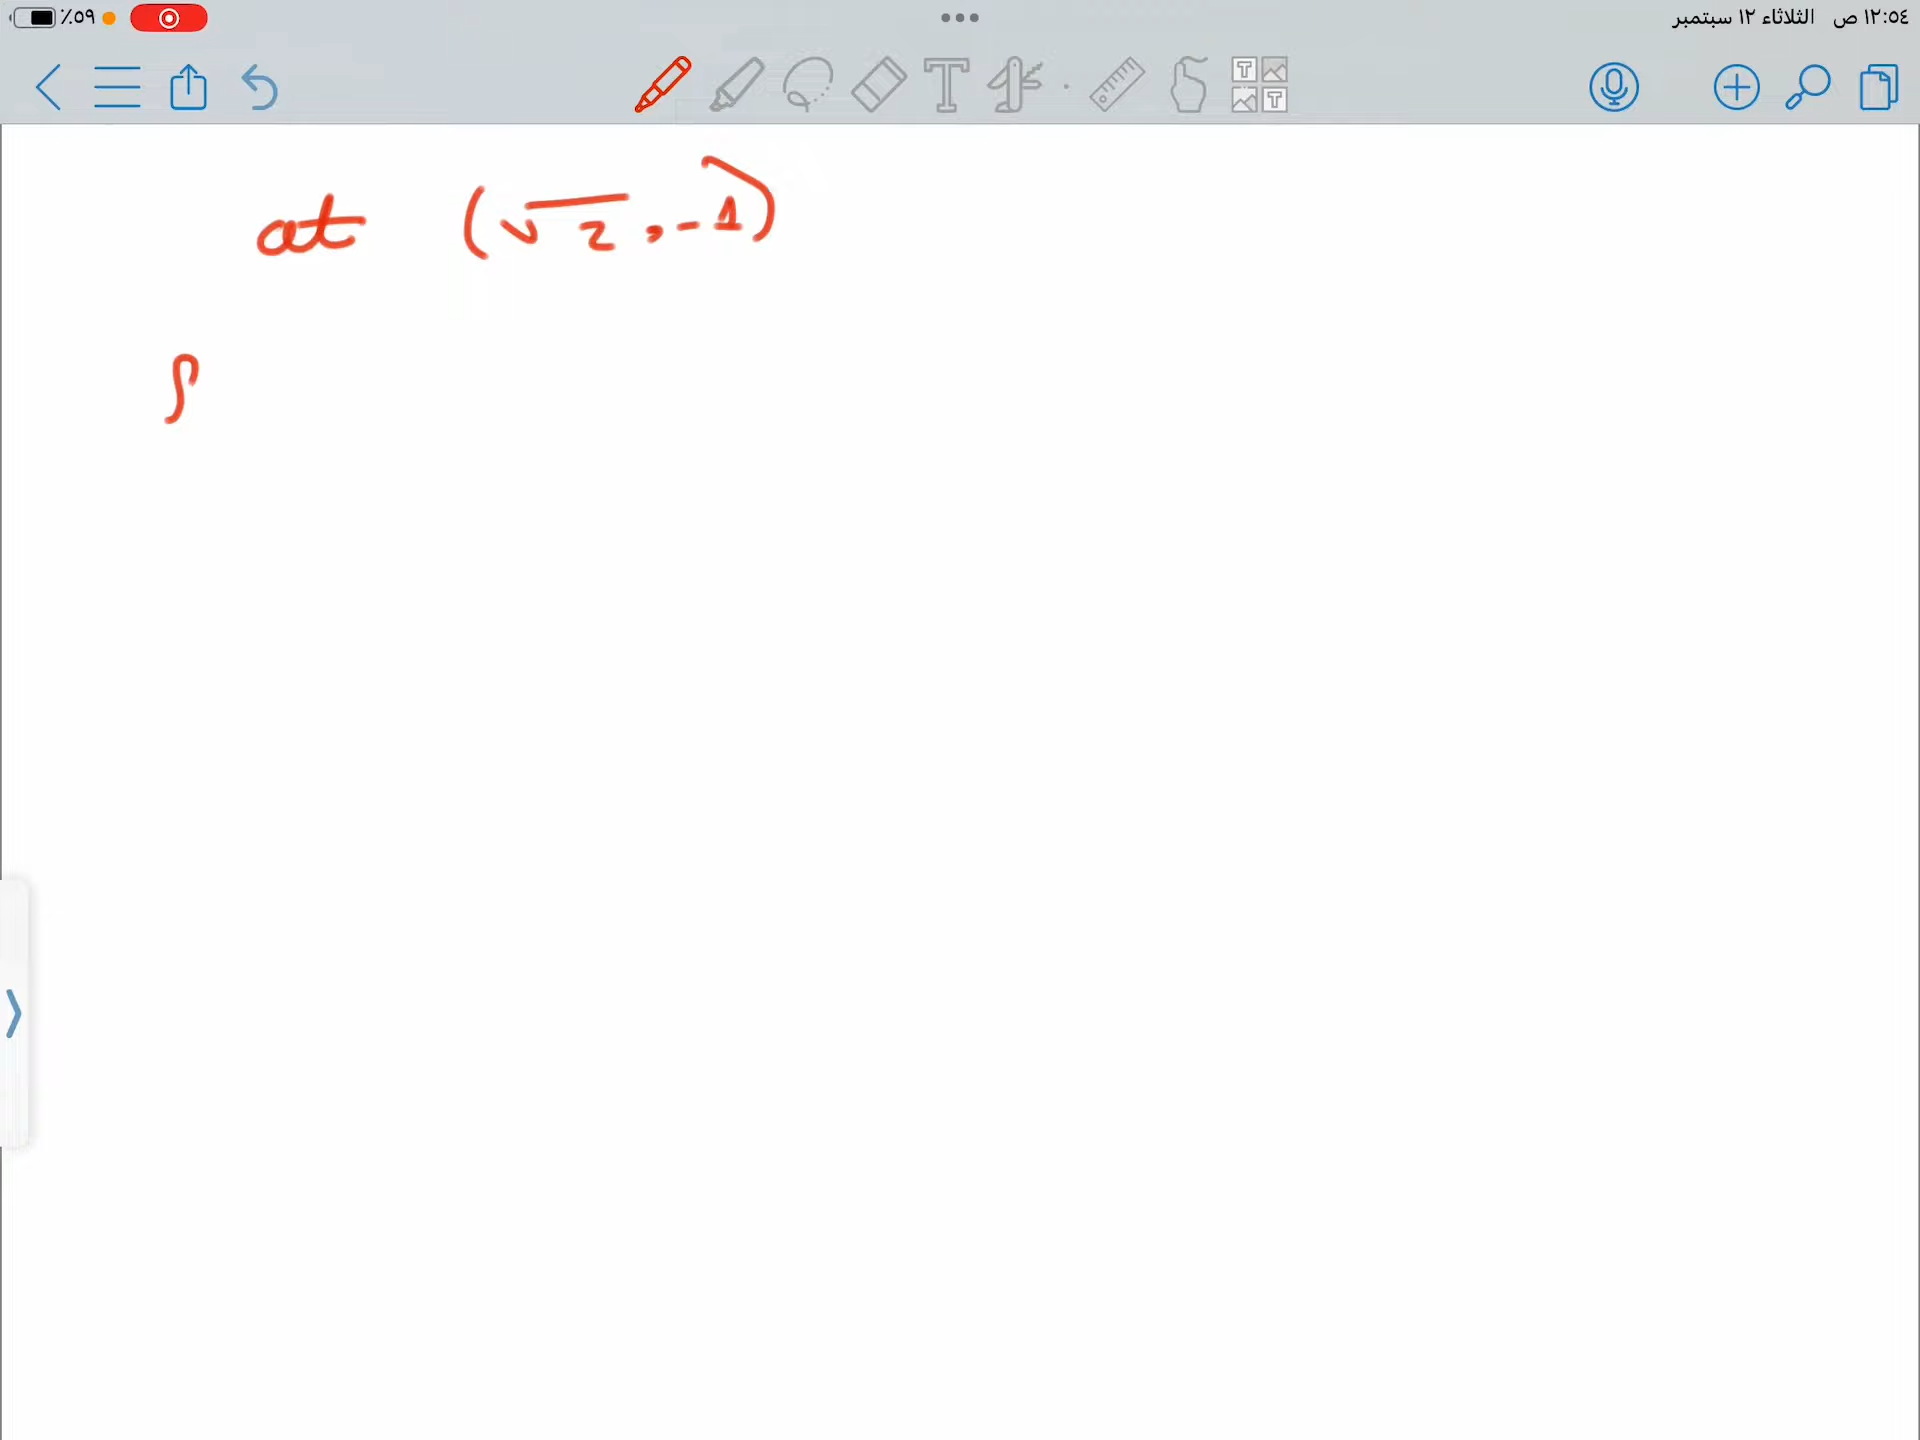 ٪٥٩ ١٢:٥٤ ص الثلاثاء ١٢ سبتمبر
at (√2, -1)